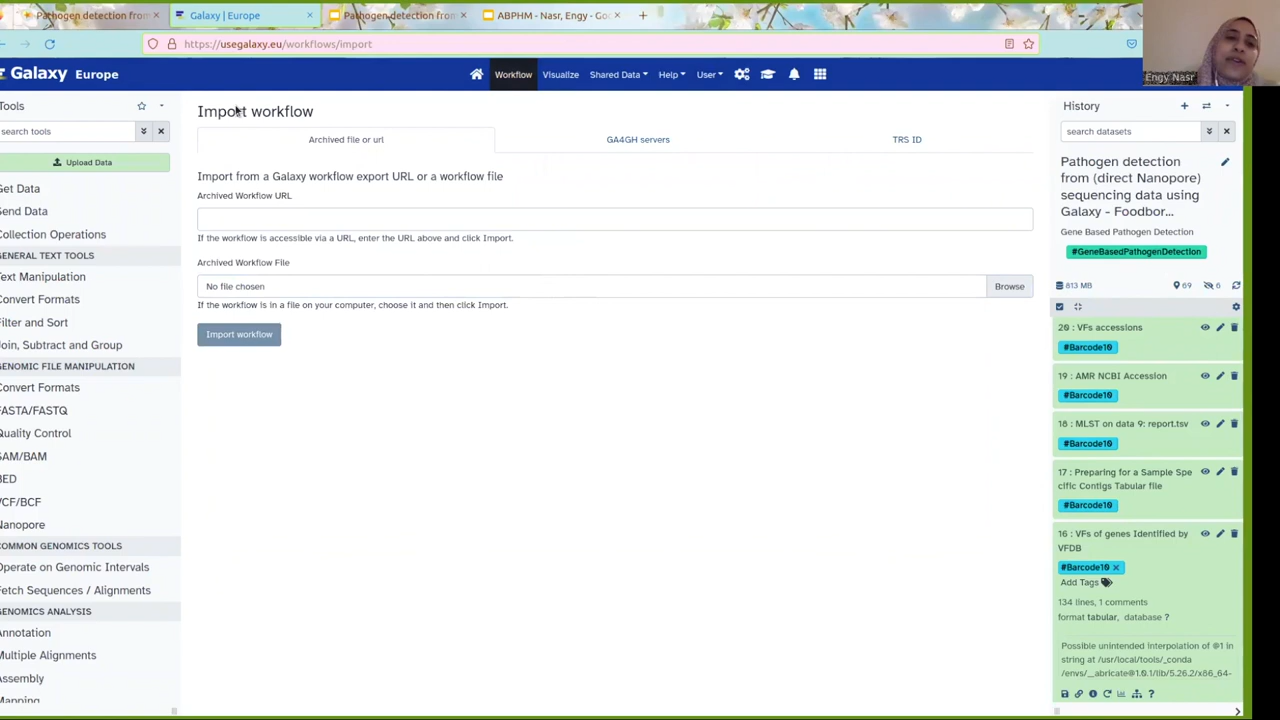 Pathogen detection from
Galaxy | Europe
Pathogen detection from
ABPHM - Nasr, Engy - Goo
https://usegalaxy.eu/workflows/import
Engy Nasr
Galaxy Europe
Workflow
Visualize
Shared Data
Help
User
Tools
search tools
Upload Data
Get Data
Send Data
Collection Operations
GENERAL TEXT TOOLS
Text Manipulation
Convert Formats
Filter and Sort
Join, Subtract and Group
GENOMIC FILE MANIPULATION
Convert Formats
FASTA/FASTQ
Quality Control
SAM/BAM
BED
VCF/BCF
Nanopore
COMMON GENOMICS TOOLS
Operate on Genomic Intervals
Fetch Sequences / Alignments
GENOMICS ANALYSIS
Annotation
Multiple Alignments
Assembly
Mapping
Import workflow
Archived file or url
GA4GH servers
TRS ID
Import from a Galaxy workflow export URL or a workflow file
Archived Workflow URL
If the workflow is accessible via a URL, enter the URL above and click Import.
Archived Workflow File
No file chosen
Browse
If the workflow is in a file on your computer, choose it and then click Import.
Import workflow
History
search datasets
Pathogen detection
from (direct Nanopore)
sequencing data using
Galaxy - Foodbor...
Gene Based Pathogen Detection
#GeneBasedPathogenDetection
813 MB
69
6
20 : VFs accessions
#Barcode10
19 : AMR NCBI Accession
#Barcode10
18 : MLST on data 9: report.tsv
#Barcode10
17 : Preparing for a Sample Spe
cific Contigs Tabular file
#Barcode10
16 : VFs of genes Identified by
VFDB
#Barcode10
Add Tags
134 lines, 1 comments
format tabular, database ?
Possible unintended interpolation of @1 in
string at /usr/local/tools/_conda
/envs/__abricate@1.0.1/lib/5.26.2/x86_64-